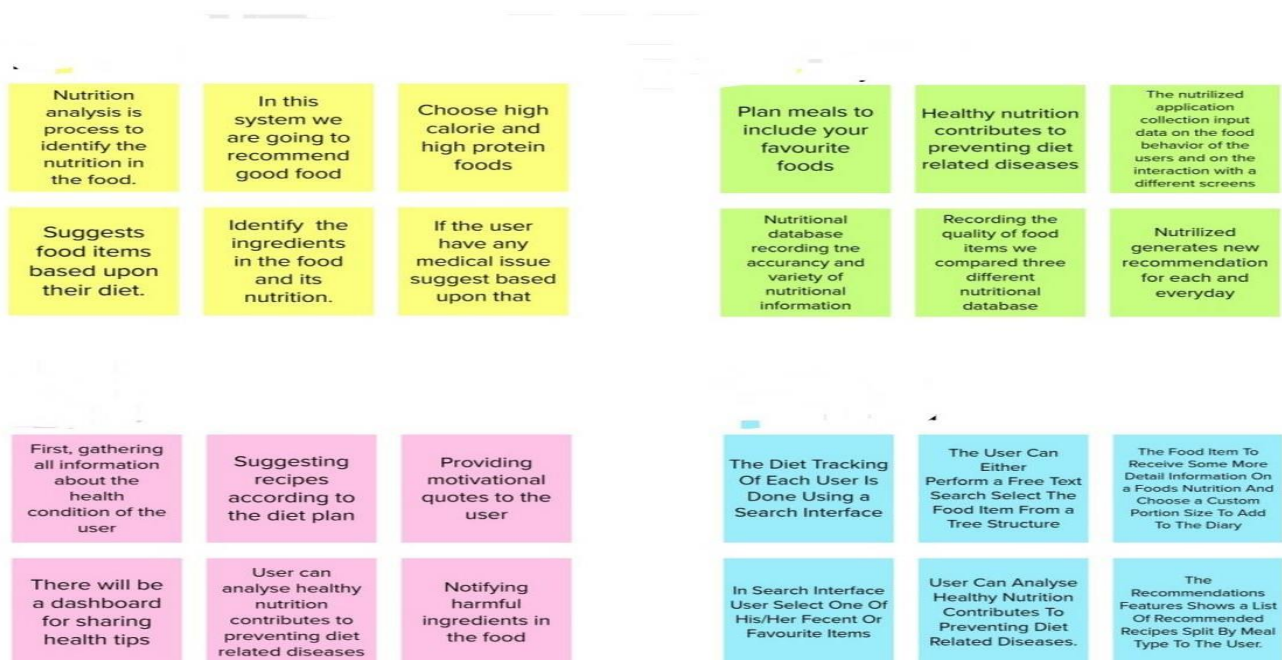 Nutrition
analysis is
process to
identify the
nutrition in
the food.
In this
system we
are going to
recommend
good food
Choose high
calorie and
high protein
foods
Suggests
food items
based upon
their diet.
Identify the
ingredients
in the food
and its
nutrition.
If the user
have any
medical issue
suggest based
upon that
Plan meals to
include your
favourite
foods
Healthy nutrition
contributes to
preventing diet
related diseases
The nutrilized
application
collection input
data on the food
behavior of the
users and on the
interaction with a
different screens
Nutritional
database
recording tne
accurancy and
variety of
nutritional
information
Recording the
quality of food
items we
compared three
different
nutritional
database
Nutrilized
generates new
recommendation
for each and
everyday
First, gathering
all information
about the
health
condition of the
user
Suggesting
recipes
according to
the diet plan
Providing
motivational
quotes to the
user
There will be
a dashboard
for sharing
health tips
User can
analyse healthy
nutrition
contributes to
preventing diet
related diseases
Notifying
harmful
ingredients in
the food
The Diet Tracking
Of Each User Is
Done Using a
Search Interface
The User Can
Either
Perform a Free Text
Search Select The
Food Item From a
Tree Structure
The Food Item To
Receive Some More
Detail Information On
a Foods Nutrition And
Choose a Custom
Portion Size To Add
To The Diary
In Search Interface
User Select One Of
His/Her Fecent Or
Favourite Items
User Can Analyse
Healthy Nutrition
Contributes To
Preventing Diet
Related Diseases.
The
Recommendations
Features Shows a List
Of Recommended
Recipes Split By Meal
Type To The User.